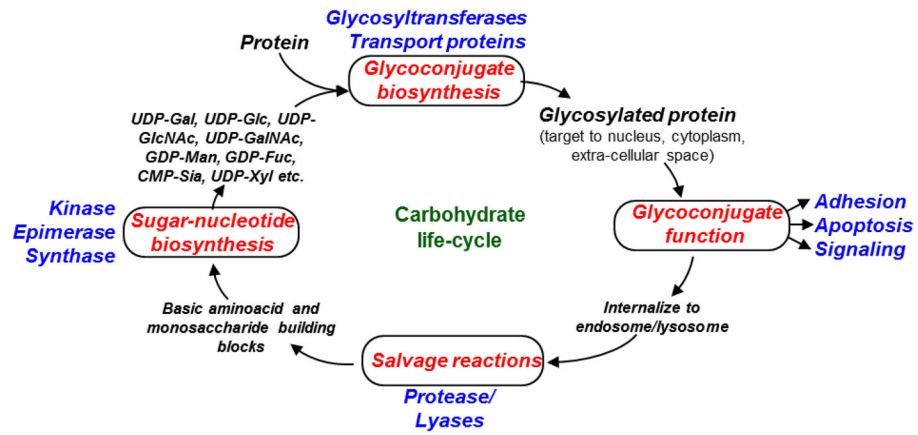 Glycosyltransferases
Transport proteins
Protein
Glycoconjugate
biosynthesis
UDP-Gal, UDP-Glc, UDP-
GlcNAc, UDP-GalNAc,
GDP-Man, GDP-Fuc,
CMP-Sia, UDP-Xyl etc.
Glycosylated protein
(target to nucleus, cytoplasm,
extra-cellular space)
Kinase
Epimerase
Synthase
Sugar-nucleotide
biosynthesis
Carbohydrate
life-cycle
Glycoconjugate
function
Adhesion
Apoptosis
Signaling
Basic aminoacid and
monosaccharide building
blocks
Internalize to
endosome/lysosome
Salvage reactions
Protease/
Lyases